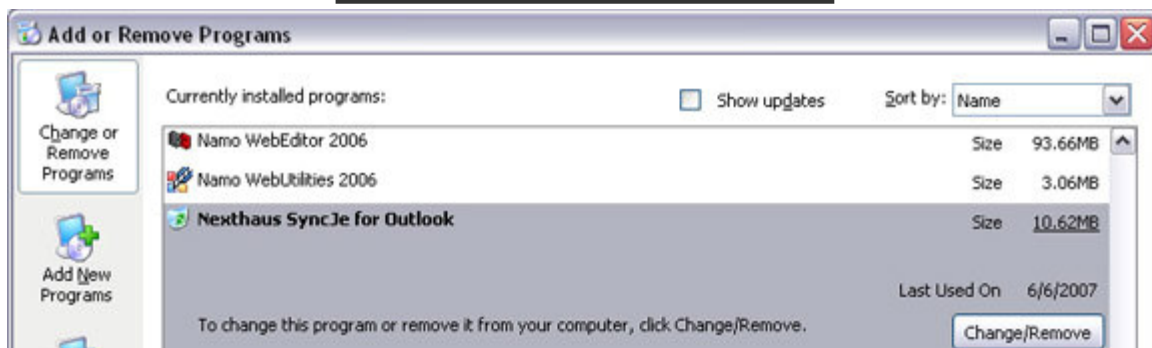 Add or Remove Programs
Change or
Remove
Programs
Add New
Programs
Currently installed programs:
Show updates
Sort by: Name
Namo WebEditor 2006 Size 93.66MB
Namo WebUtilities 2006 Size 3.06MB
Nexthaus SyncJe for Outlook Size 10.62MB
Last Used On 6/6/2007
To change this program or remove it from your computer, click Change/Remove.
Change/Remove